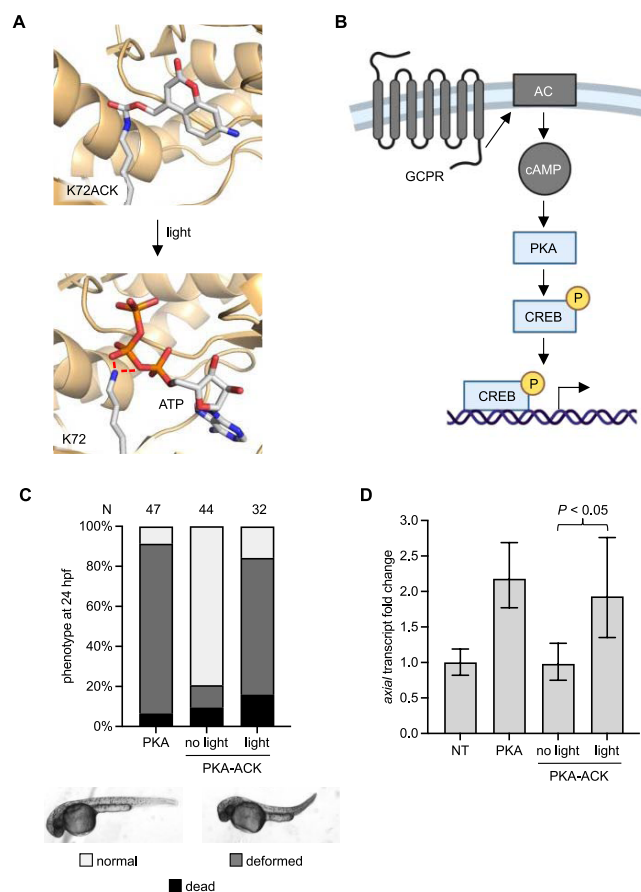 A
K72ACK
light
ATP
K72
B
AC
GCPR
cAMP
PKA
P
CREB
P
CREB
C
N 47 44 32
100%
80%
60%
40%
20%
0%
phenotype at 24 hpf
PKA no light light
PKA-ACK
normal deformed
dead
D
P < 0.05
3.0
2.5
2.0
1.5
1.0
0.5
0.0
axial transcript fold change
NT PKA no light light
PKA-ACK